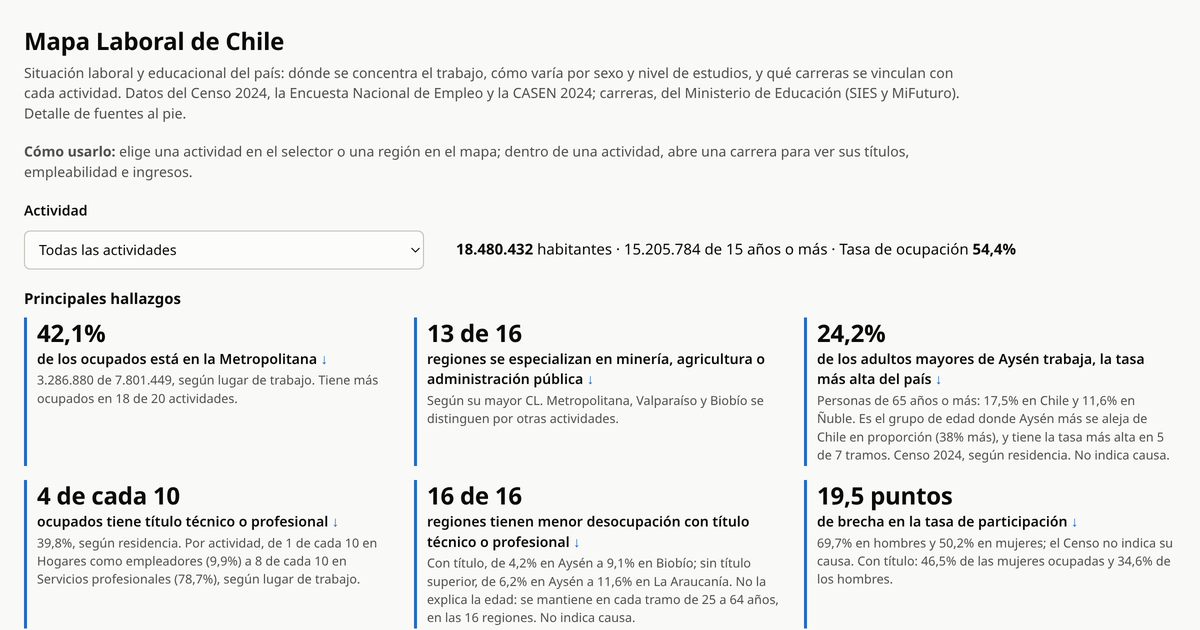 Mapa Laboral de Chile
Situación laboral y educacional del país: dónde se concentra el trabajo, cómo varía por sexo y nivel de estudios, y qué carreras se vinculan con
cada actividad. Datos del Censo 2024, la Encuesta Nacional de Empleo y la CASEN 2024; carreras, del Ministerio de Educación (SIES y MiFuturo).
Detalle de fuentes al pie.
Cómo usarlo: elige una actividad en el selector o una región en el mapa; dentro de una actividad, abre una carrera para ver sus títulos,
empleabilidad e ingresos.
Actividad
Todas las actividades
18.480.432 habitantes · 15.205.784 de 15 años o más · Tasa de ocupación 54,4%
Principales hallazgos
42,1%
de los ocupados está en la Metropolitana ↓
3.286.880 de 7.801.449, según lugar de trabajo. Tiene más
ocupados en 18 de 20 actividades.
13 de 16
regiones se especializan en minería, agricultura o
administración pública ↓
Según su mayor CL. Metropolitana, Valparaíso y Biobío se
distinguen por otras actividades.
24,2%
de los adultos mayores de Aysén trabaja, la tasa
más alta del país ↓
Personas de 65 años o más: 17,5% en Chile y 11,6% en
Ñuble. Es el grupo de edad donde Aysén más se aleja de
Chile en proporción (38% más), y tiene la tasa más alta en 5
de 7 tramos. Censo 2024, según residencia. No indica causa.
4 de cada 10
ocupados tiene título técnico o profesional ↓
39,8%, según residencia. Por actividad, de 1 de cada 10 en
Hogares como empleadores (9,9%) a 8 de cada 10 en
Servicios profesionales (78,7%), según lugar de trabajo.
16 de 16
regiones tienen menor desocupación con título
técnico o profesional ↓
Con título, de 4,2% en Aysén a 9,1% en Biobío; sin título
superior, de 6,2% en Aysén a 11,6% en La Araucanía. No la
explica la edad: se mantiene en cada tramo de 25 a 64 años,
en las 16 regiones. No indica causa.
19,5 puntos
de brecha en la tasa de participación ↓
69,7% en hombres y 50,2% en mujeres; el Censo no indica su
causa. Con título: 46,5% de las mujeres ocupadas y 34,6% de
los hombres.